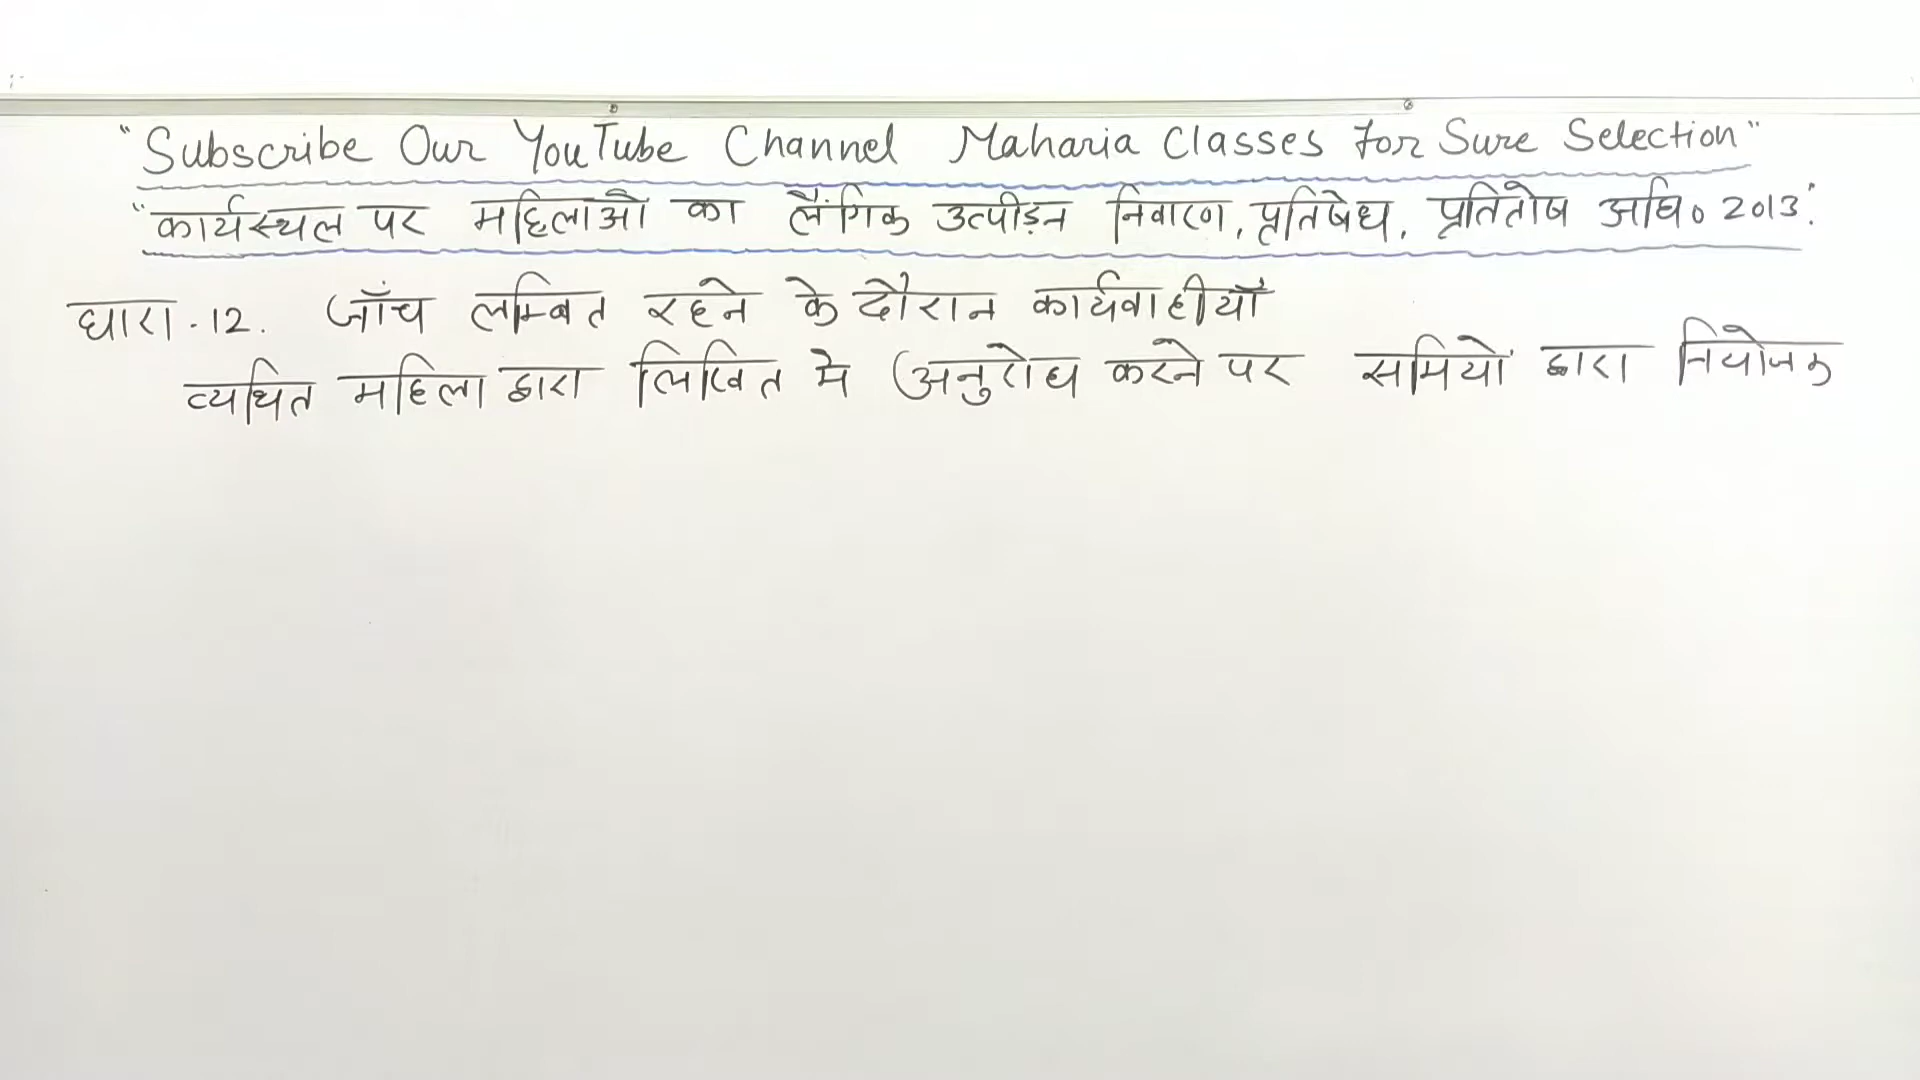 "Subscribe Our YouTube Channel Maharia Classes For Sure Selection"
"कार्यस्थल पर महिलाओ का लैंगिक उत्पीड़न निवारण, प्रतिषेध, प्रतितोष अधि० 2013."
धारा.12. जाँच लम्बित रहने के दौरान कार्यवाहीयाँ
व्यथित महिला द्वारा लिखित मे अनुरोध करने पर समियों द्वारा नियोजक